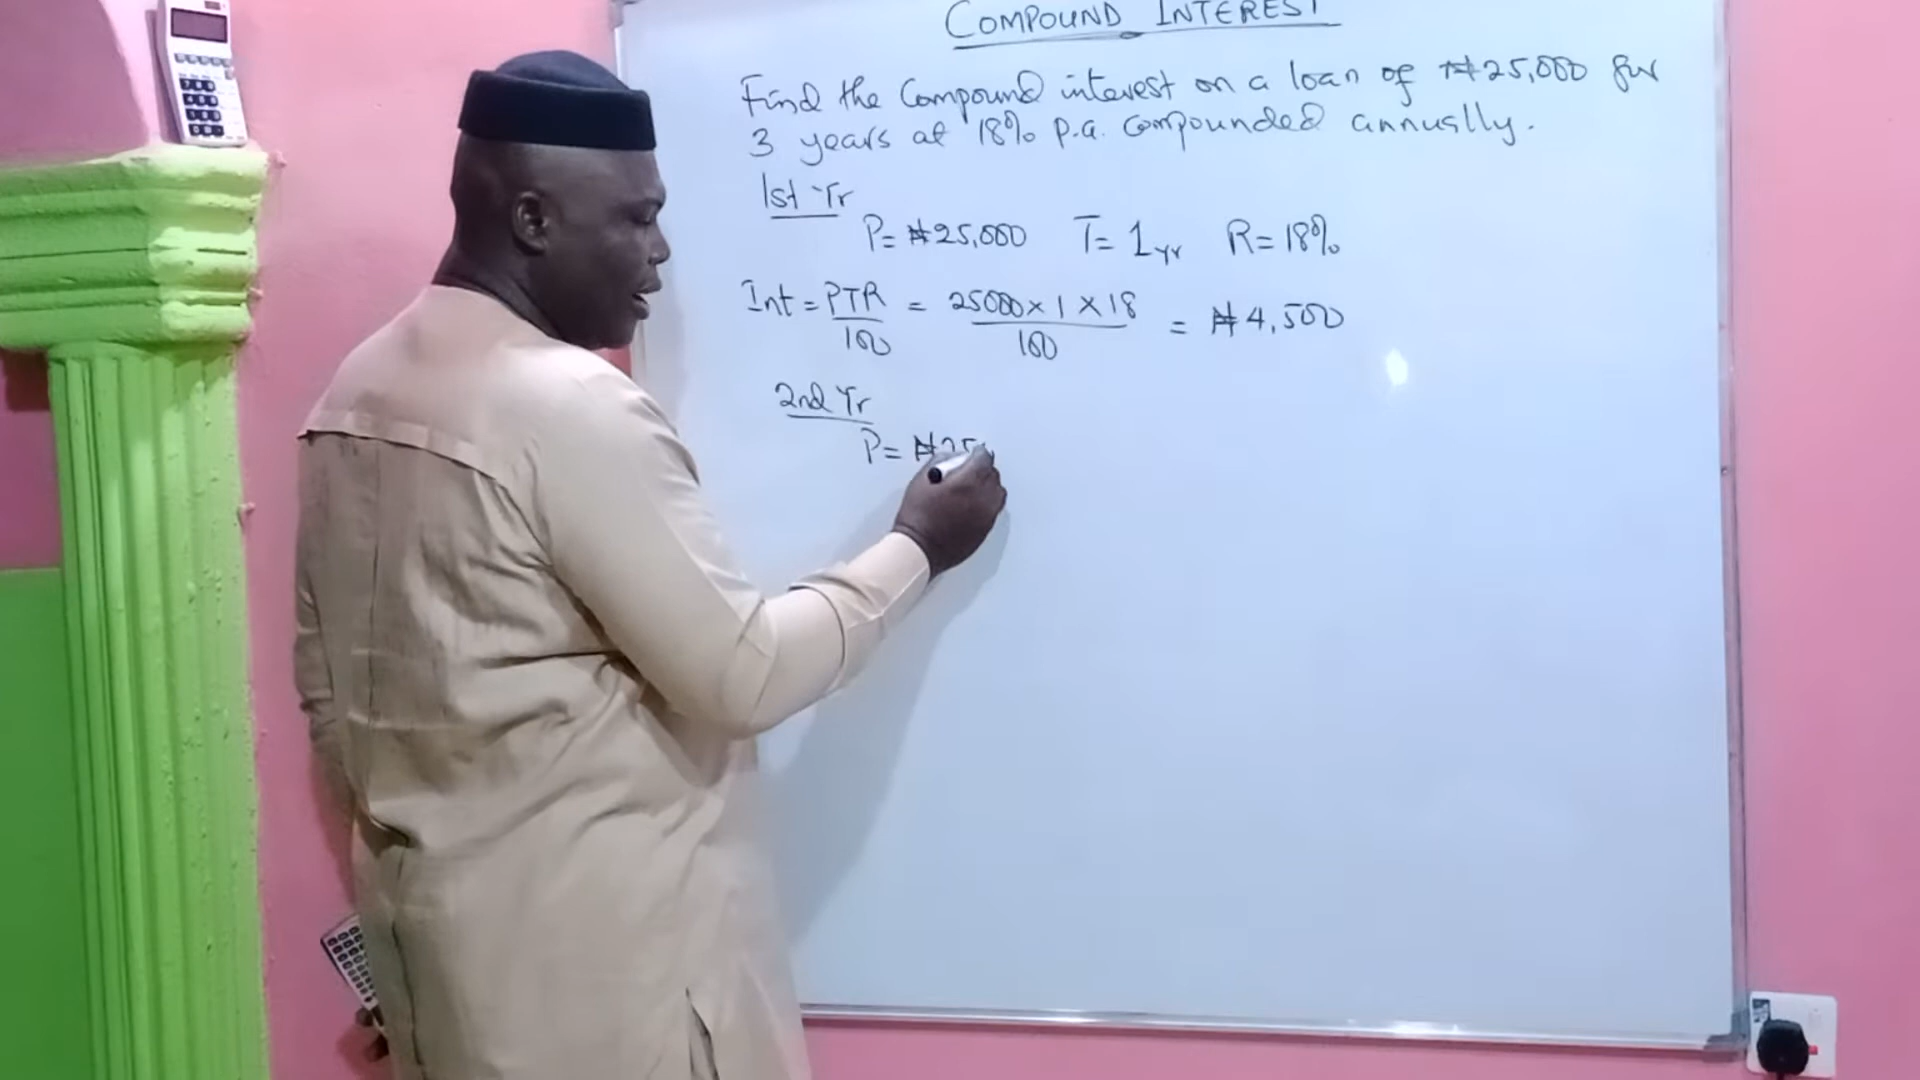 COMPOUND INTEREST
Find the Compound interest on a loan of ₦25,000 for
3 years at 18% p.a. compounded annually.
1st Yr
P= ₦25,000 T= 1yr R= 18%
Int = PTR/100 = 25000 x 1 x 18/100 = ₦4,500
2nd Yr
P= ₦25